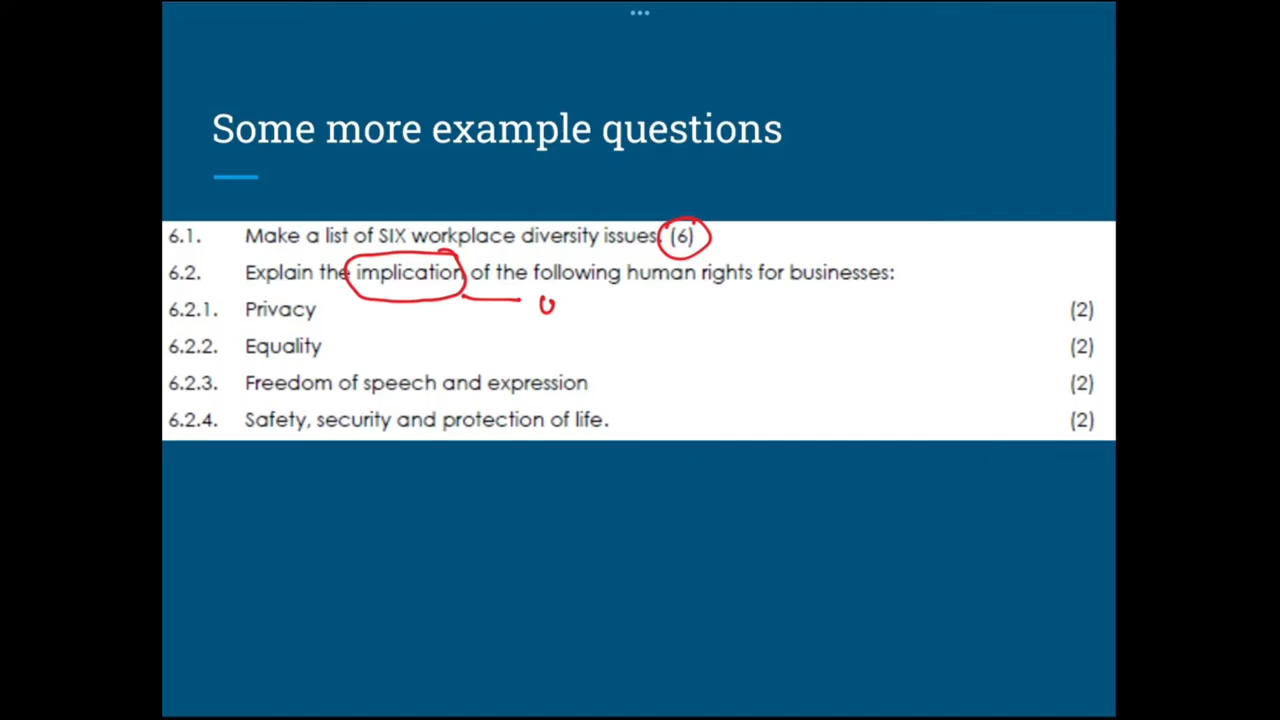 Some more example questions
6.1. Make a list of SIX workplace diversity issues. (6)
6.2. Explain the implication of the following human rights for businesses:
6.2.1. Privacy (2)
6.2.2. Equality (2)
6.2.3. Freedom of speech and expression (2)
6.2.4. Safety, security and protection of life. (2)